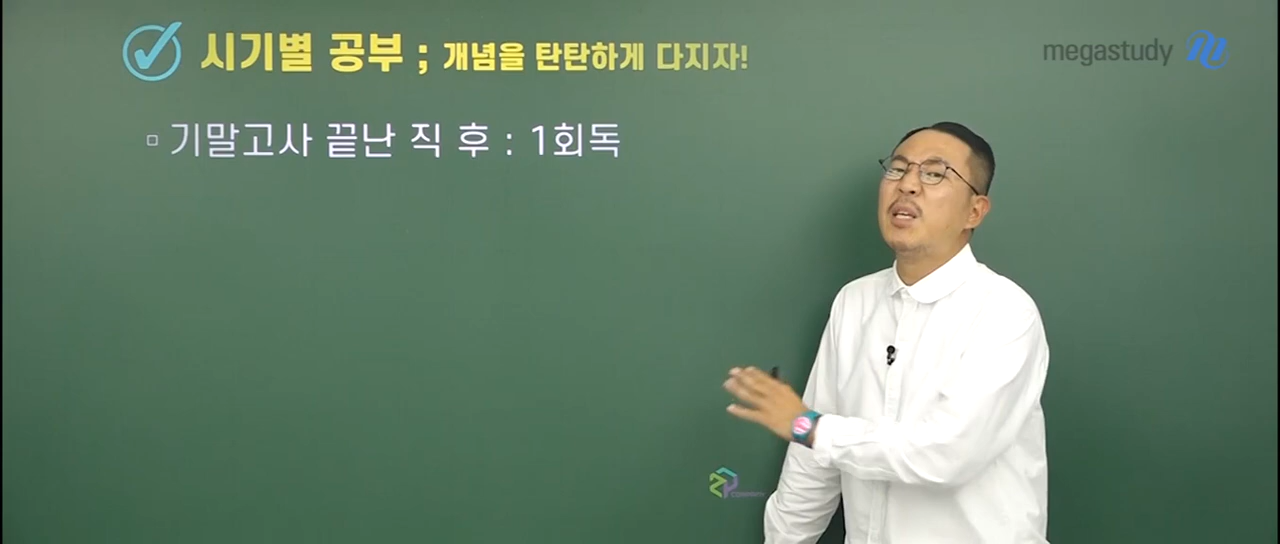 시기별 공부 ; 개념을 탄탄하게 다지자!
megastudy
▫ 기말고사 끝난 직 후 : 1회독